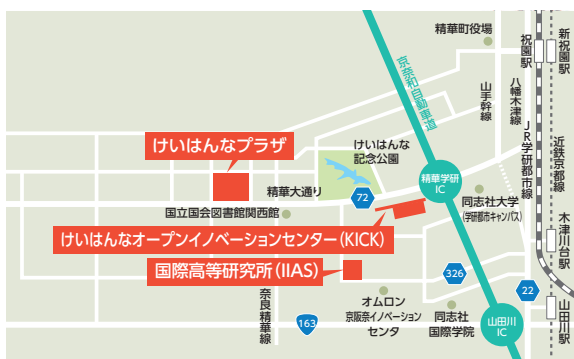 精華町役場
祝園駅
新祝園駅
京奈和自動車道
山手幹線
八幡木津線
JR学研都市線
近鉄京都線
けいはんなプラザ
けいはんな
記念公園
精華学研
IC
精華大通り
72
同志社大学
(学研都市キャンパス)
国立国会図書館関西館
けいはんなオープンイノベーションセンター(KICK)
木津川台駅
国際高等研究所(IIAS)
326
22
奈良精華線
オムロン
京阪奈イノベーション
センタ
同志社
国際学院
山田川
IC
山田川駅
163